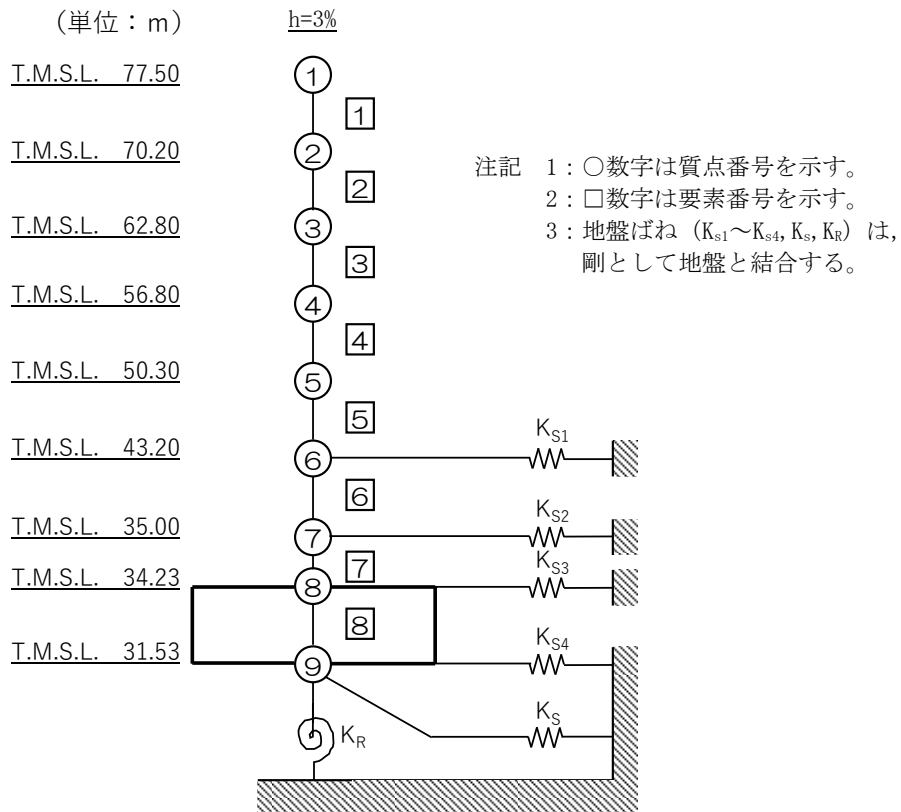 （単位：m） h=3%
T.M.S.L. 77.50 ①
1
T.M.S.L. 70.20 ②
2
注記 1：○数字は質点番号を示す。
2：□数字は要素番号を示す。
3：地盤ばね（Ks1～Ks4,Ks,KR）は,
剛として地盤と結合する。
T.M.S.L. 62.80 ③
3
T.M.S.L. 56.80 ④
4
T.M.S.L. 50.30 ⑤
5
KS1
T.M.S.L. 43.20 ⑥
6
KS2
T.M.S.L. 35.00 ⑦
7 KS3
T.M.S.L. 34.23 ⑧
8
KS4
T.M.S.L. 31.53 ⑨
KS
KR